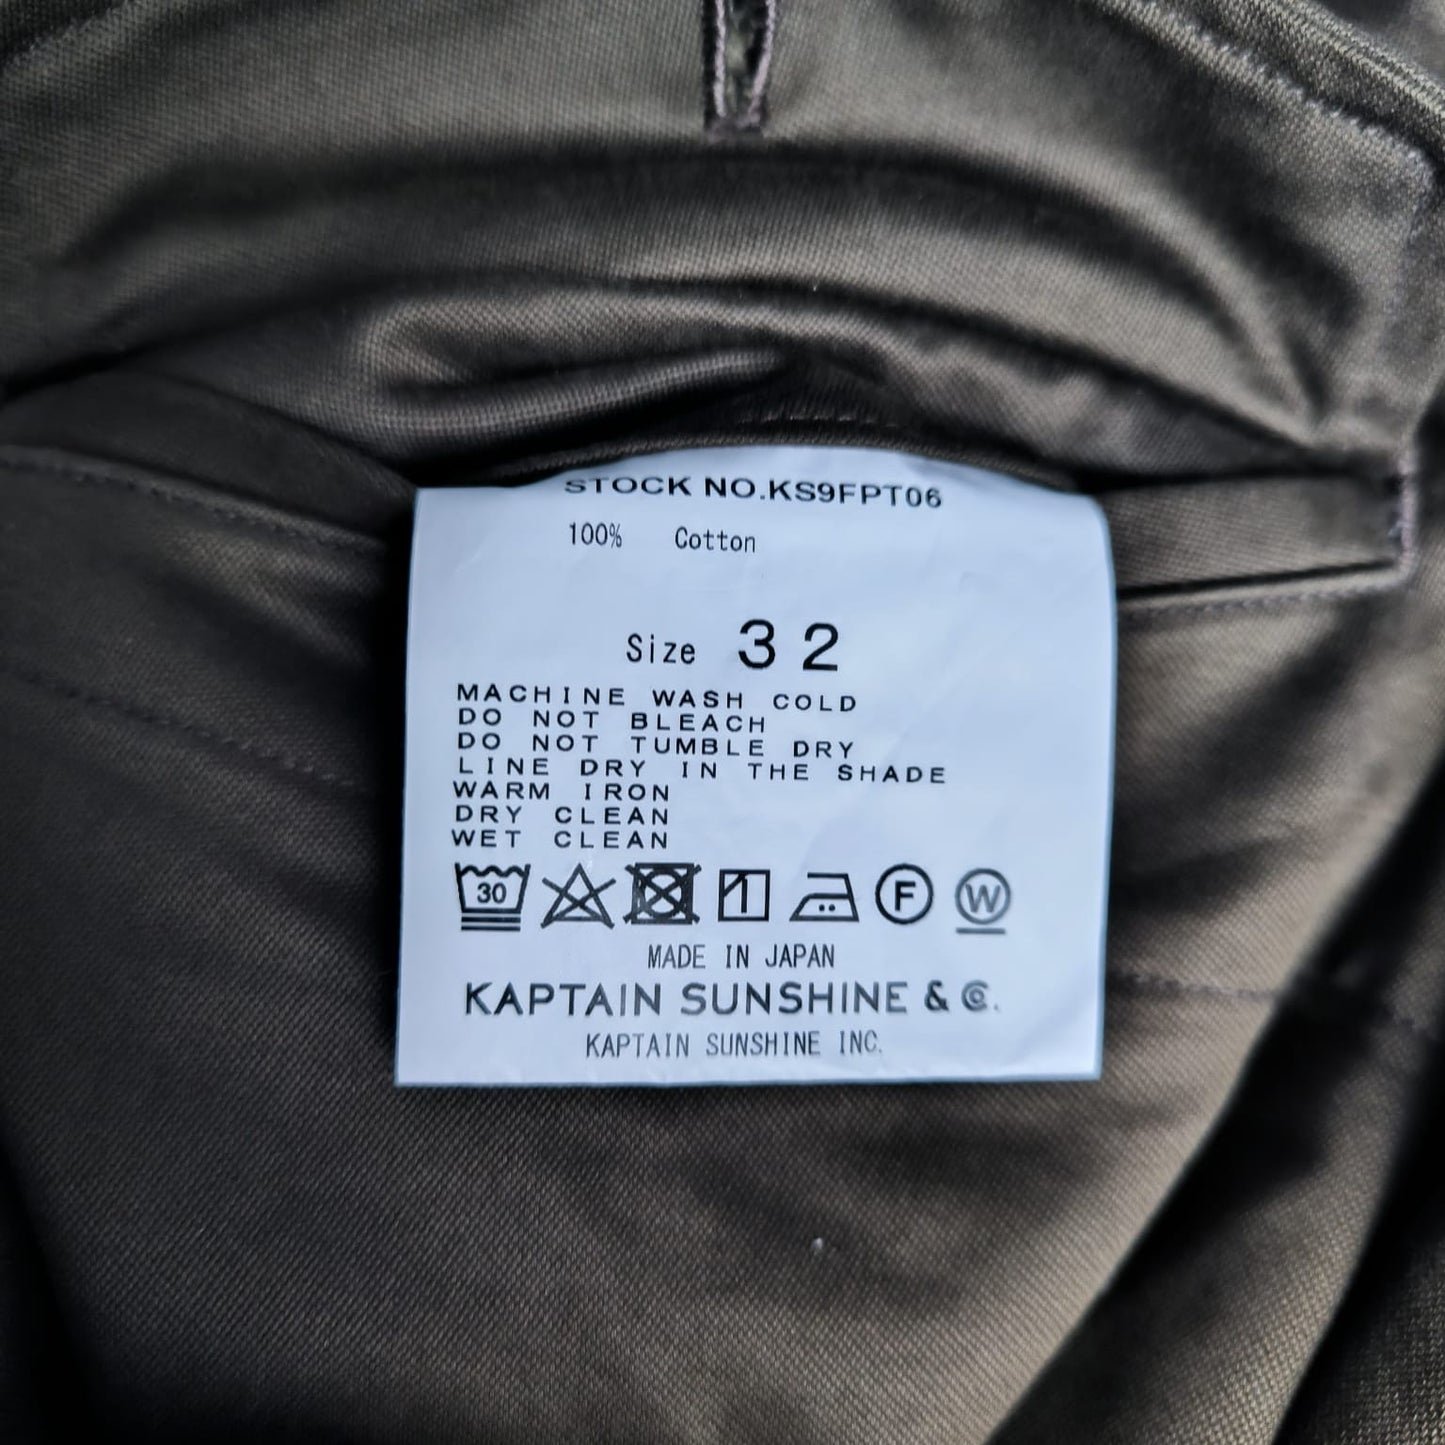 STOCK NO.KS9FPT06
100% Cotton
Size 32
MACHINE WASH COLD
DO NOT BLEACH
DO NOT TUMBLE DRY
LINE DRY IN THE SHADE
WARM IRON
DRY CLEAN
WET CLEAN
30 F W
MADE IN JAPAN
KAPTAIN SUNSHINE & Co.
KAPTAIN SUNSHINE INC.